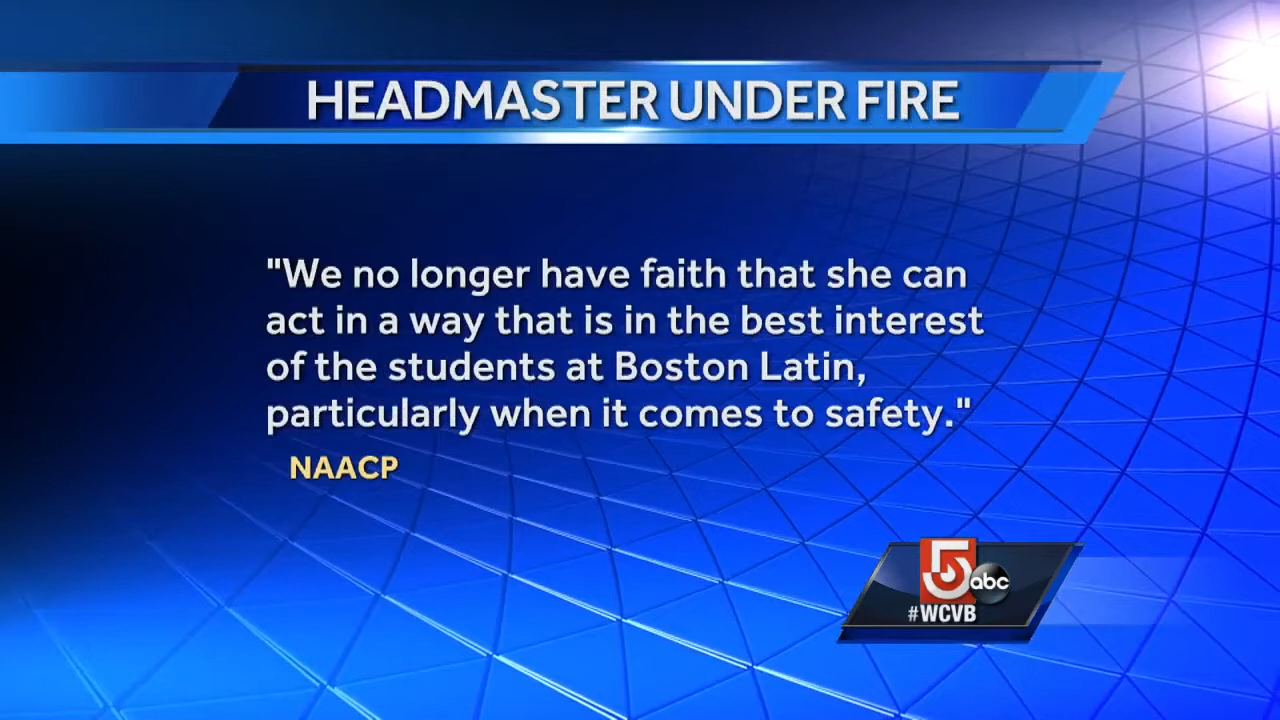 HEADMASTER UNDER FIRE
"We no longer have faith that she can
act in a way that is in the best interest
of the students at Boston Latin,
particularly when it comes to safety."
NAACP
5 abc
#WCVB